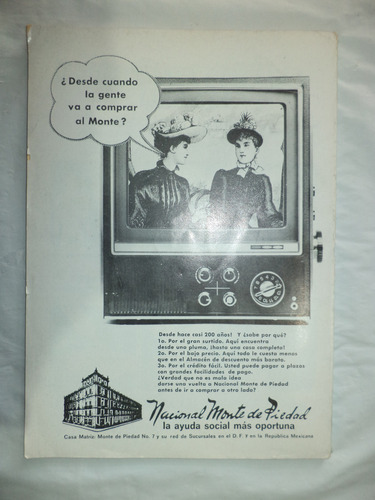 ¿Desde cuando
la gente
va a comprar
al Monte?
Desde hace casi 200 años! Y ¿sabe por qué?
1o. Por el gran surtido. Aquí encuentra
desde una pluma, ¡hasta una casa completa!
2o. Por el bajo precio. Aquí todo le cuesta menos
que en el Almacén de descuento más barato.
3o. Por el crédito fácil. Usted puede pagar a plazos
con grandes facilidades de pago.
¿Verdad que no es mala idea
darse una vuelta a Nacional Monte de Piedad
antes de ir a comprar a otro lado?
Nacional Monte de Piedad
la ayuda social más oportuna
Casa Matriz: Monte de Piedad No. 7 y su red de Sucursales en el D.F. y en la República Mexicana